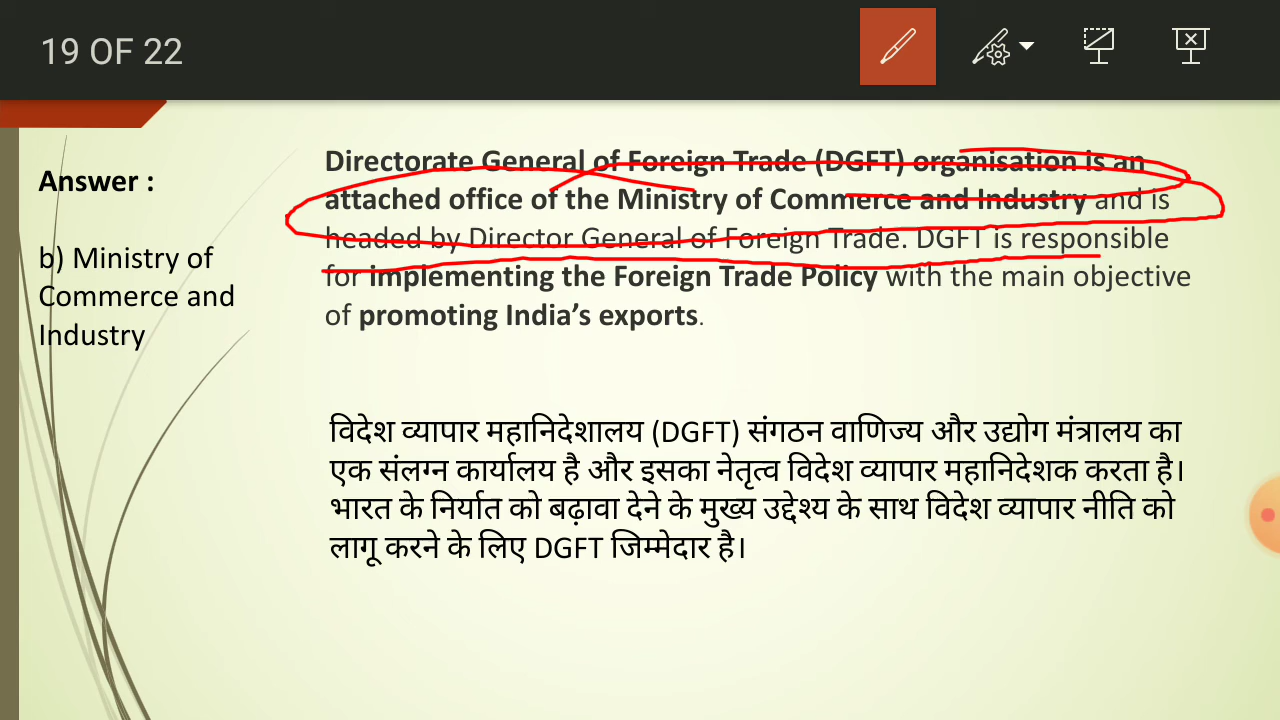 19 OF 22
Answer :
b) Ministry of
Commerce and
Industry
Directorate General of Foreign Trade (DGFT) organisation is an
attached office of the Ministry of Commerce and Industry and is
headed by Director General of Foreign Trade. DGFT is responsible
for implementing the Foreign Trade Policy with the main objective
of promoting India’s exports.
विदेश व्यापार महानिदेशालय (DGFT) संगठन वाणिज्य और उद्योग मंत्रालय का
एक संलग्न कार्यालय है और इसका नेतृत्व विदेश व्यापार महानिदेशक करता है।
भारत के निर्यात को बढ़ावा देने के मुख्य उद्देश्य के साथ विदेश व्यापार नीति को
लागू करने के लिए DGFT जिम्मेदार है।